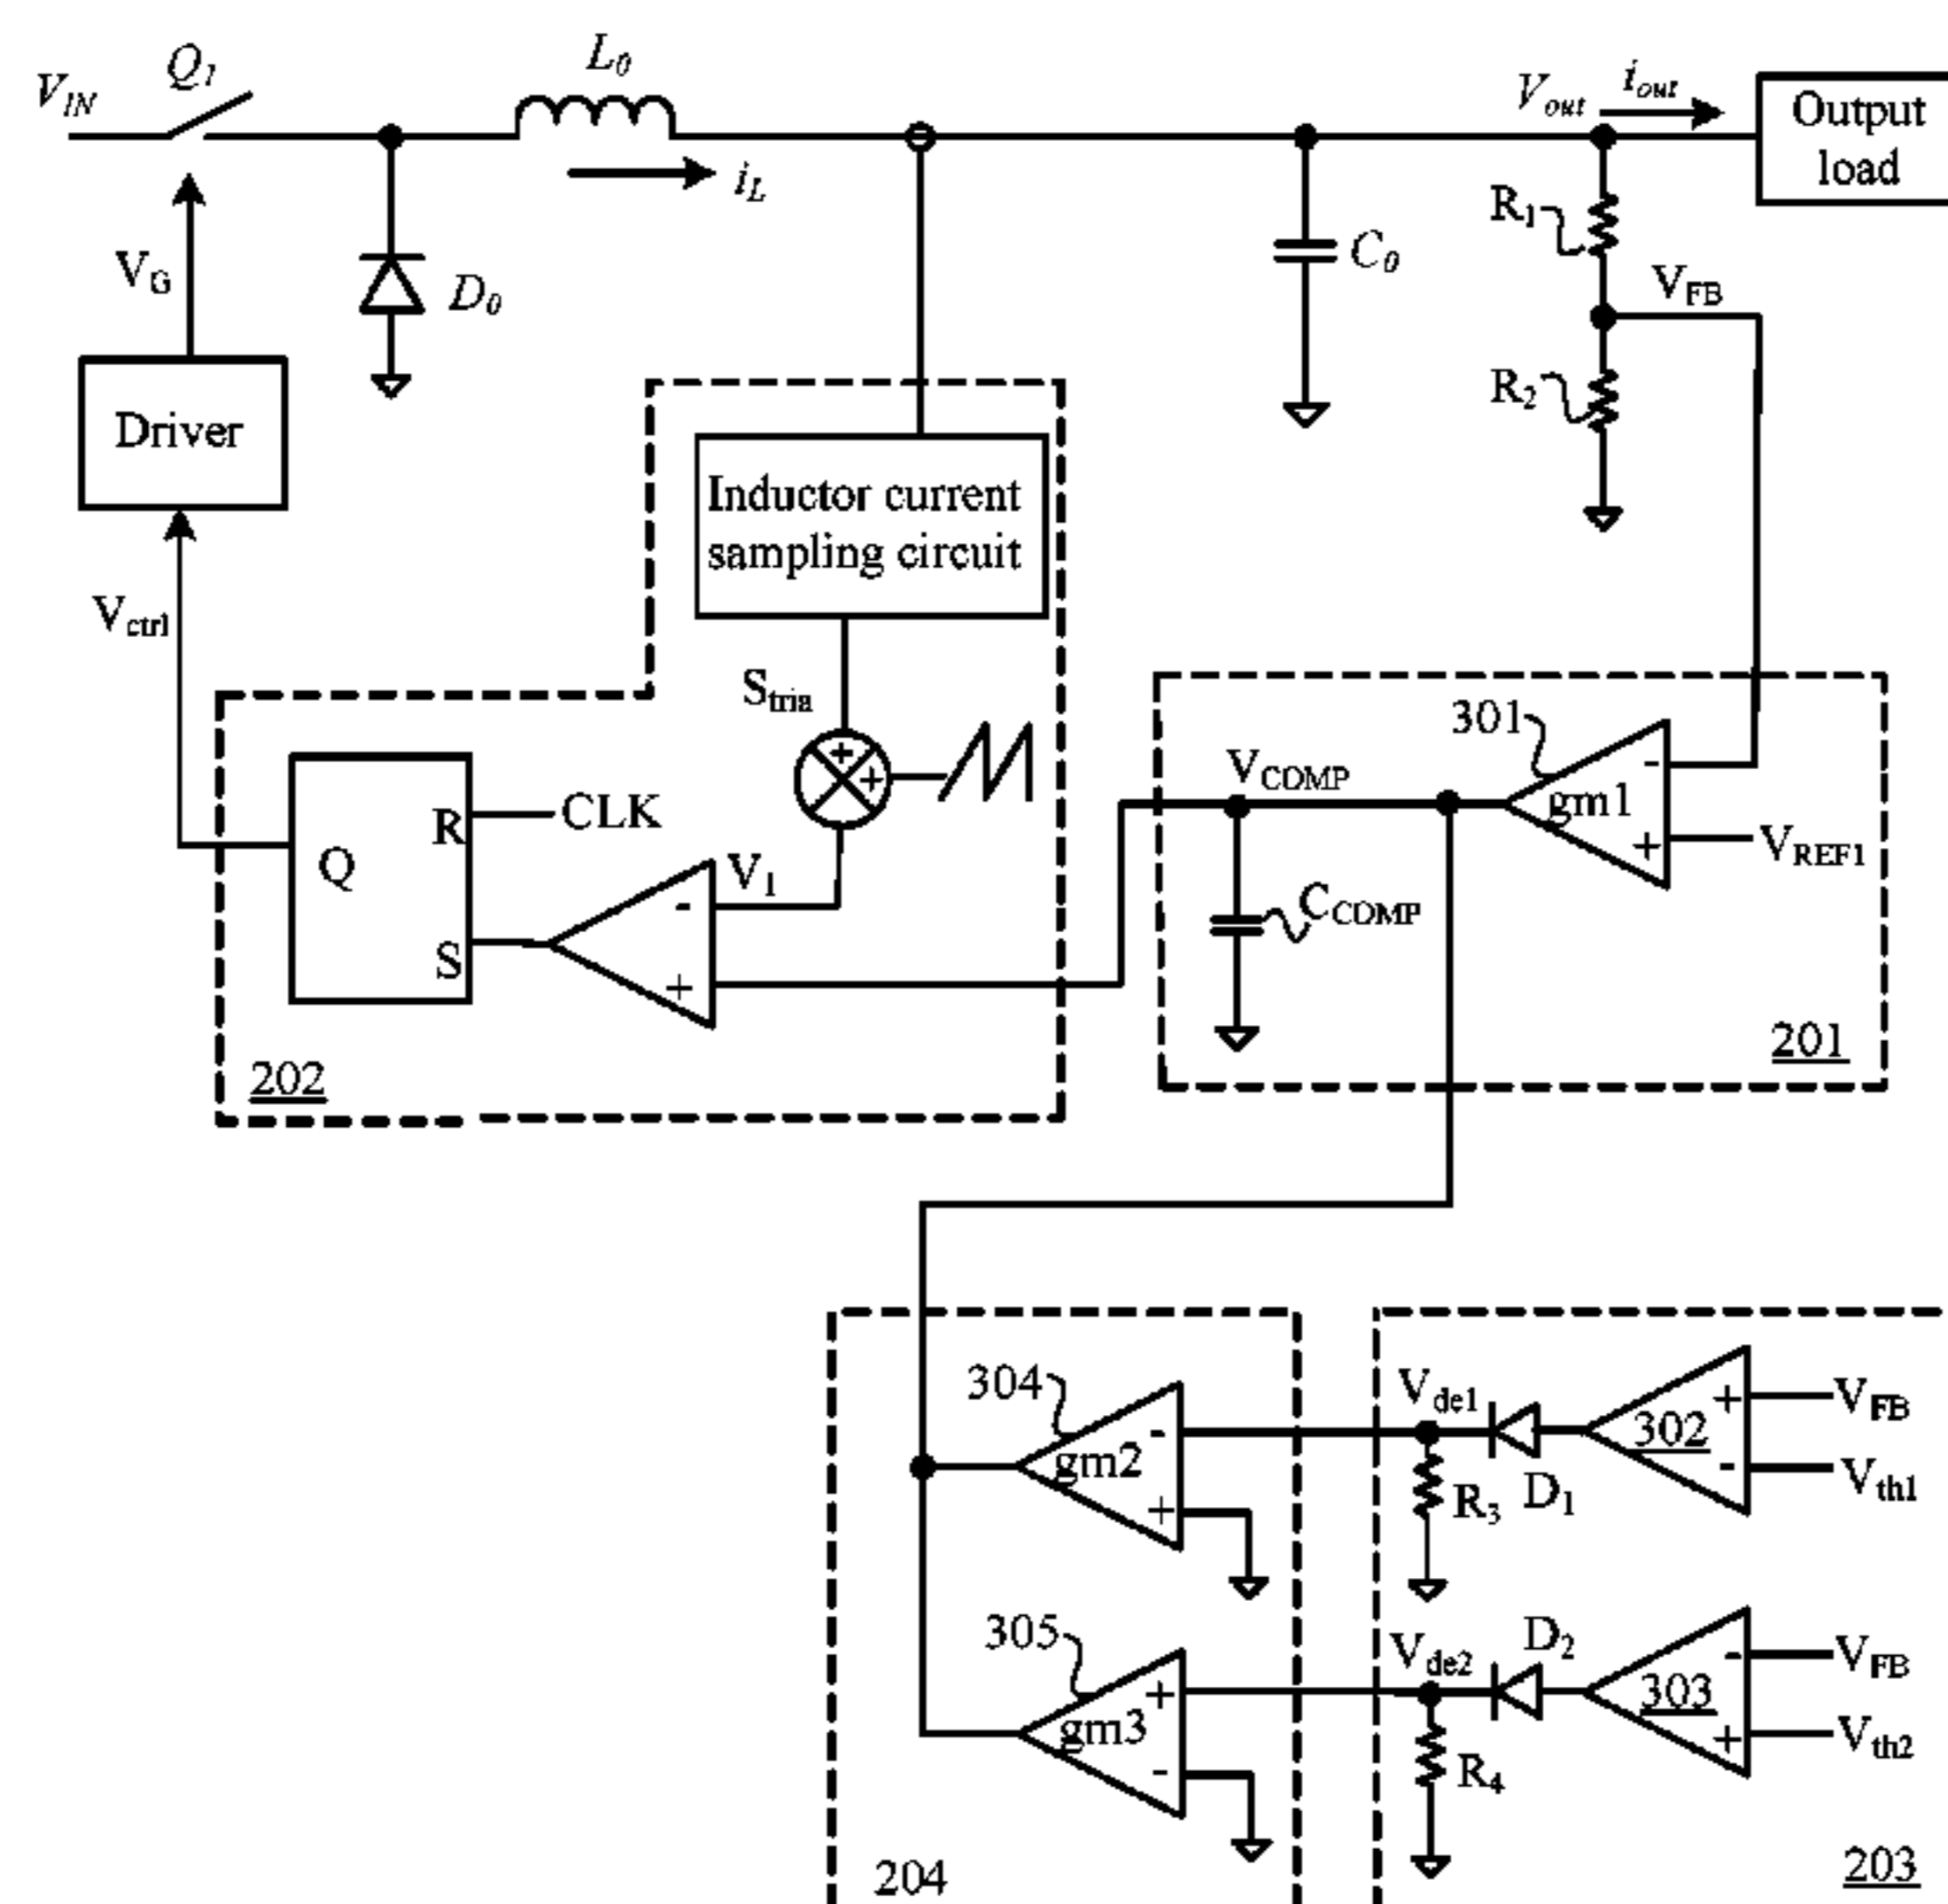 V_IN
Q_1
L_0
i_L
V_out
i_out
Output
load
V_G
D_0
C_0
R_1
V_FB
R_2
Driver
Inductor current
sampling circuit
V_ctrl
S_tria
+
+
301
gm1
-
+
V_REF1
V_COMP
C_COMP
201
R
CLK
Q
S
V_1
-
+
202
304
gm2
-
+
V_de1
D_1
R_3
302
+
-
V_FB
V_th1
305
gm3
+
-
V_de2
D_2
R_4
303
-
+
V_FB
V_th2
204
203